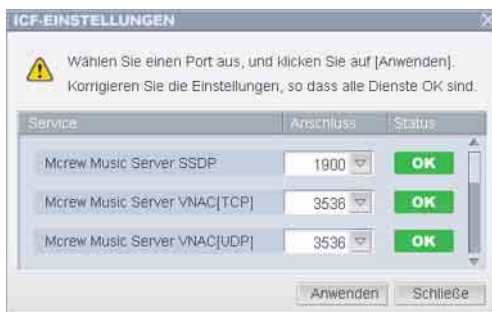 ICF-EINSTELLUNGEN
Wählen Sie einen Port aus, und klicken Sie auf [Anwenden].
Korrigieren Sie die Einstellungen, so dass alle Dienste OK sind.
Service Anschluss Status
Mcrew Music Server SSDP 1900 OK
Mcrew Music Server VNAC[TCP] 3536 OK
Mcrew Music Server VNAC[UDP] 3536 OK
Anwenden Schließe